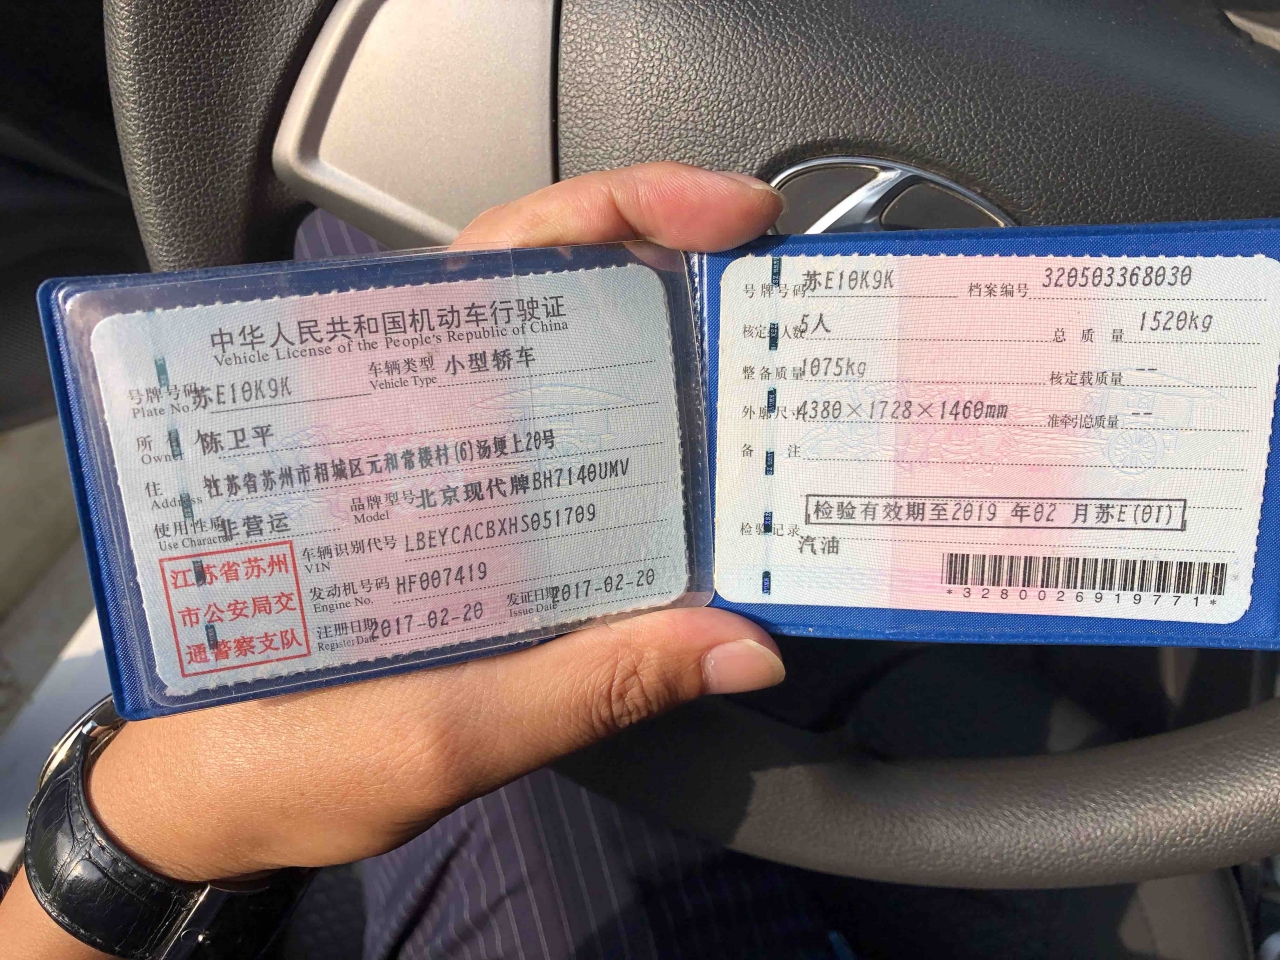 中华人民共和国机动车行驶证
Vehicle License of the People's Republic of China
号牌号码 苏E10K9K 车辆类型 小型轿车
Plate No. Vehicle Type
所有人 陈卫平
Owner
住址 江苏省苏州市相城区元和常楼村(6)汤埂上20号
Address
使用性质 非营运 品牌型号 北京现代牌BH7140UMV
Use Character Model
车辆识别代号 LBEYCACBXHS051709
VIN
发动机号码 HF007419
Engine No.
注册日期 2017-02-20 发证日期 2017-02-20
Register Date Issue Date
江苏省苏州
市公安局交
通警察支队
号牌号码 苏E10K9K 档案编号 320503368030
核定人数 5人 总质量 1520kg
整备质量 1075kg 核定载质量 --
外廓尺寸 4380×1728×1460mm 准牵引总质量 --
备注
检验记录 检验有效期至2019 年02 月苏E(01)
汽油
*3280026919771*